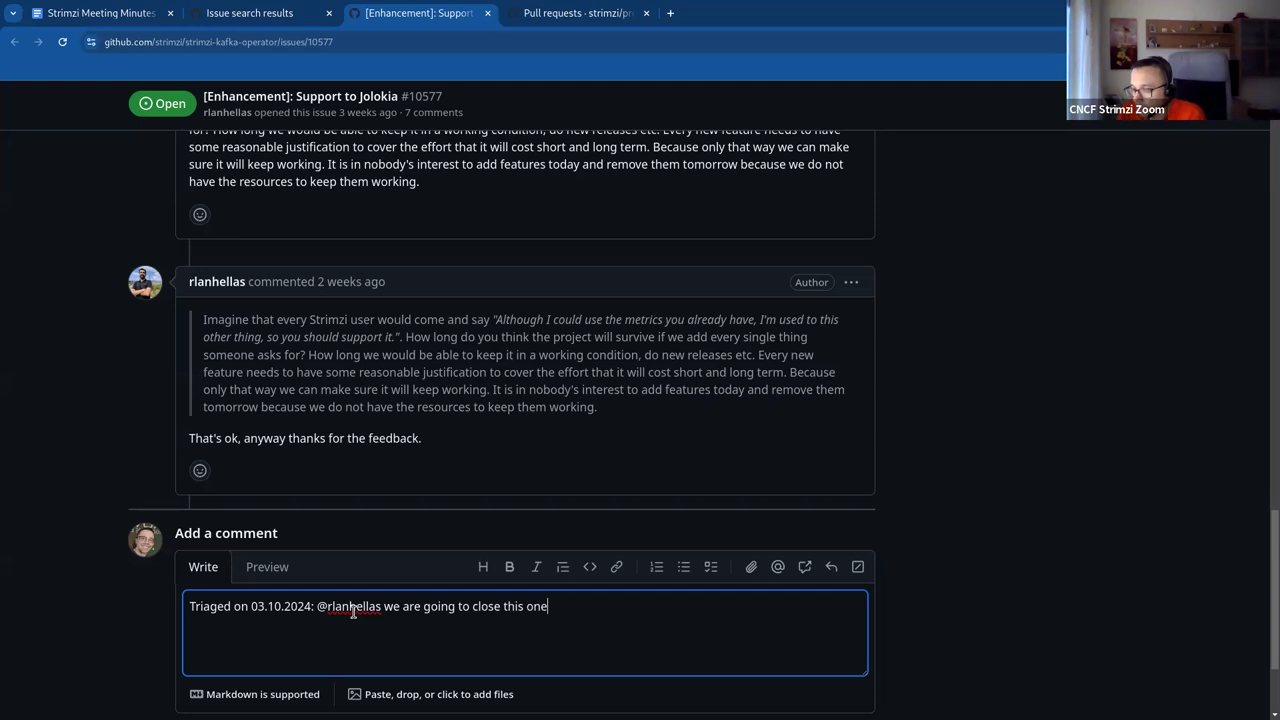 Strimzi Meeting Minutes
Issue search results
[Enhancement]: Support
Pull requests · strimzi/pr
github.com/strimzi/strimzi-kafka-operator/issues/10577
CNCF Strimzi Zoom
Open
[Enhancement]: Support to Jolokia #10577
rlanhellas opened this issue 3 weeks ago · 7 comments
for? How long we would be able to keep it in a working condition, do new releases etc. Every new feature needs to have
some reasonable justification to cover the effort that it will cost short and long term. Because only that way we can make
sure it will keep working. It is in nobody's interest to add features today and remove them tomorrow because we do not
have the resources to keep them working.
rlanhellas commented 2 weeks ago
Author
Imagine that every Strimzi user would come and say "Although I could use the metrics you already have, I'm used to this
other thing, so you should support it.". How long do you think the project will survive if we add every single thing
someone asks for? How long we would be able to keep it in a working condition, do new releases etc. Every new
feature needs to have some reasonable justification to cover the effort that it will cost short and long term. Because
only that way we can make sure it will keep working. It is in nobody's interest to add features today and remove them
tomorrow because we do not have the resources to keep them working.
That's ok, anyway thanks for the feedback.
Add a comment
Write
Preview
Triaged on 03.10.2024: @rlanhellas we are going to close this one
Markdown is supported
Paste, drop, or click to add files